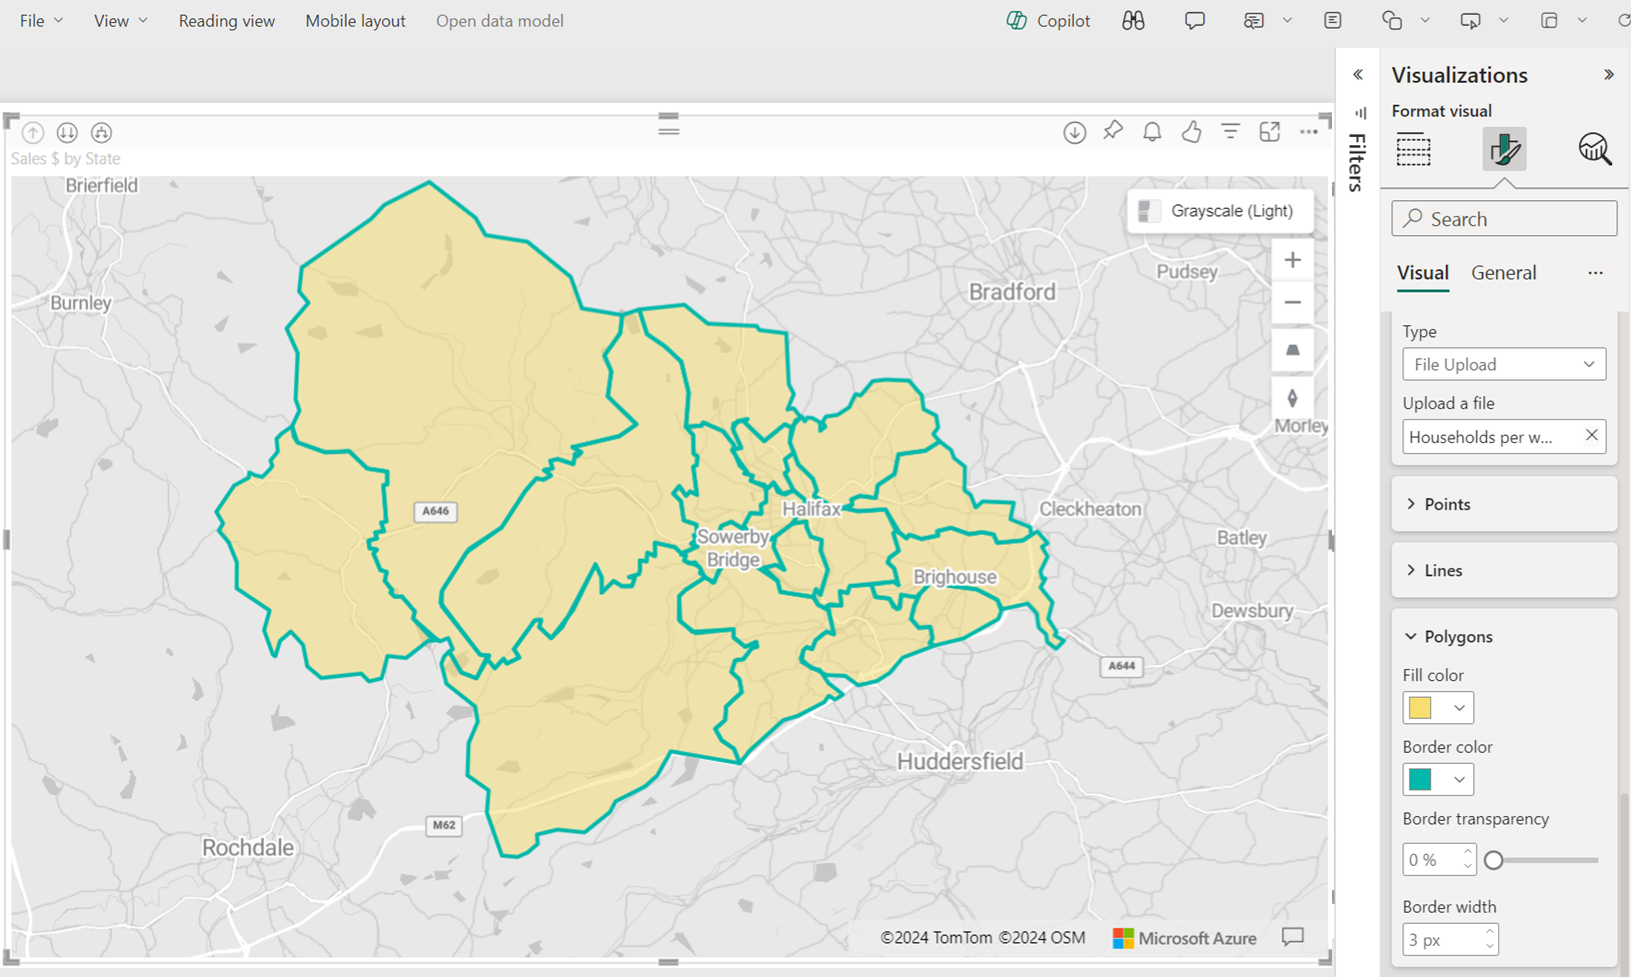 File View Reading view Mobile layout Open data model Copilot
Visualizations
Format visual
Filters
Sales $ by State
Search
Visual General
Type
File Upload
Upload a file
Households per w...
Points
Lines
Polygons
Fill color
Border color
Border transparency
0 %
Border width
3 px
Grayscale (Light)
Brierfield
Burnley
Pudsey
Bradford
Morley
A646
Halifax
Cleckheaton
Sowerby
Bridge
Batley
Brighouse
Dewsbury
A644
Huddersfield
M62
Rochdale
©2024 TomTom ©2024 OSM Microsoft Azure